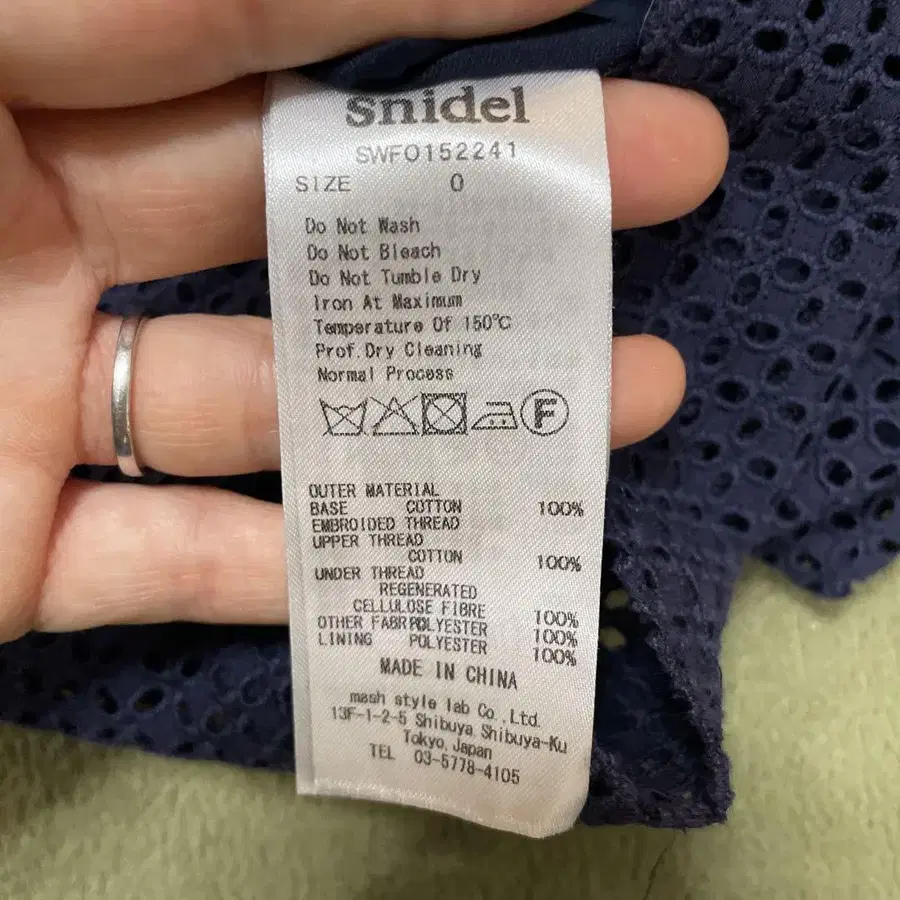 snidel
SWFO152241
SIZE 0
Do Not Wash
Do Not Bleach
Do Not Tumble Dry
Iron At Maximum
Temperature Of 150℃
Prof.Dry Cleaning
Normal Process
F
OUTER MATERIAL
BASE COTTON 100%
EMBROIDED THREAD
UPPER THREAD
COTTON 100%
UNDER THREAD
REGENERATED
CELLULOSE FIBRE 100%
OTHER POLYESTER 100%
LINING POLYESTER 100%
MADE IN CHINA
mash style lab Co.,Ltd.
13F-1-2-5 Shibuya Shibuya-Ku
Tokyo, Japan
TEL 03-5778-4105